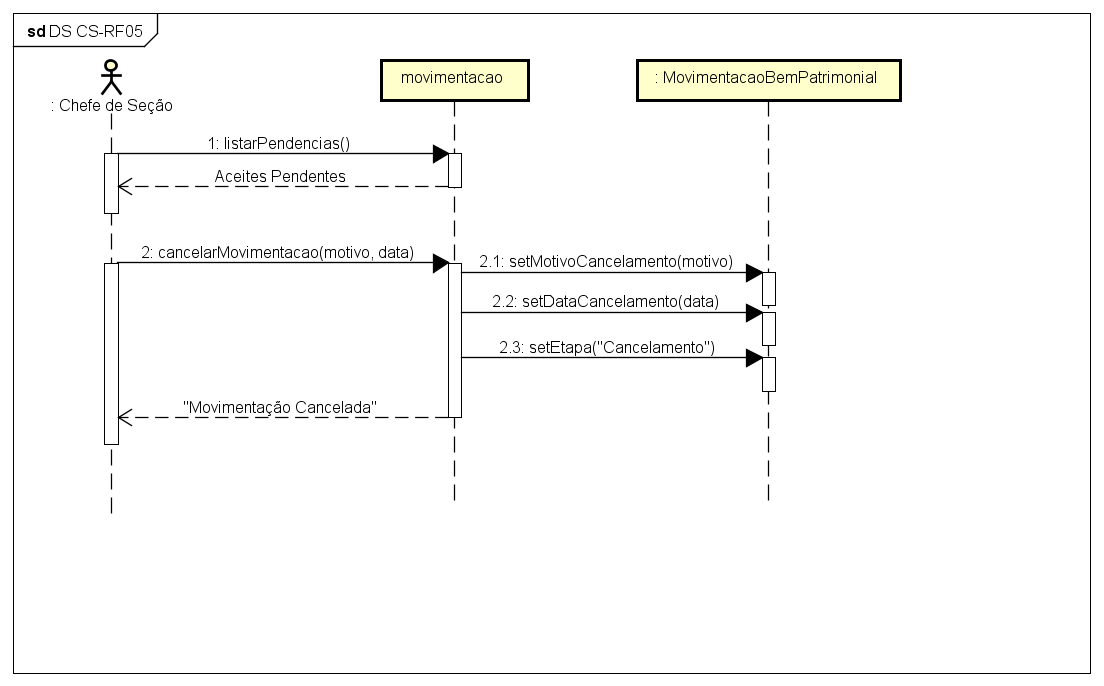 sd DS CS-RF05
: Chefe de Seção
movimentacao
: MovimentacaoBemPatrimonial
1: listarPendencias()
Aceites Pendentes
2: cancelarMovimentacao(motivo, data)
2.1: setMotivoCancelamento(motivo)
2.2: setDataCancelamento(data)
2.3: setEtapa("Cancelamento")
"Movimentação Cancelada"